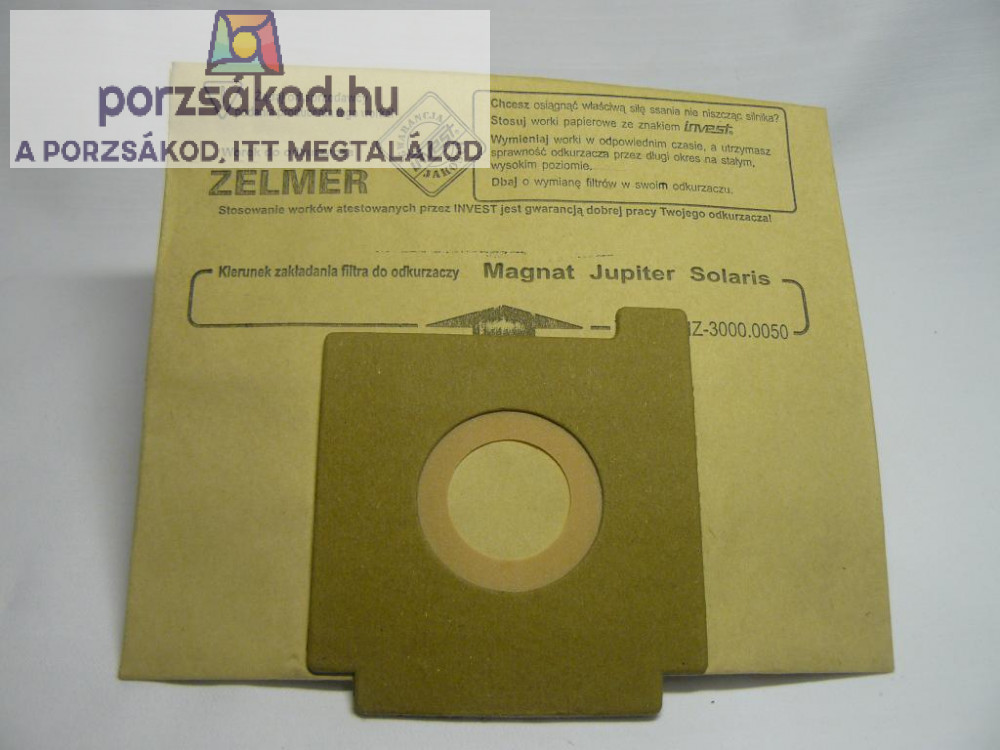 porzsákod.hu
A PORZSÁKOD, ITT MEGTALÁLOD
ZELMER
GWARANCJA
Chcesz osiągnąć właściwą siłę ssania nie niszcząc silnika?
Stosuj worki papierowe ze znakiem invest
Wymieniaj worki w odpowiednim czasie, a utrzymasz
sprawność odkurzacza przez długi okres na stałym,
wysokim poziomie.
Dbaj o wymianę filtrów w swoim odkurzaczu.
Stosowanie worków atestowanych przez INVEST jest gwarancją dobrej pracy Twojego odkurzacza!
Kierunek zakładania filtra do odkurzaczy Magnat Jupiter Solaris
IZ-3000.0050